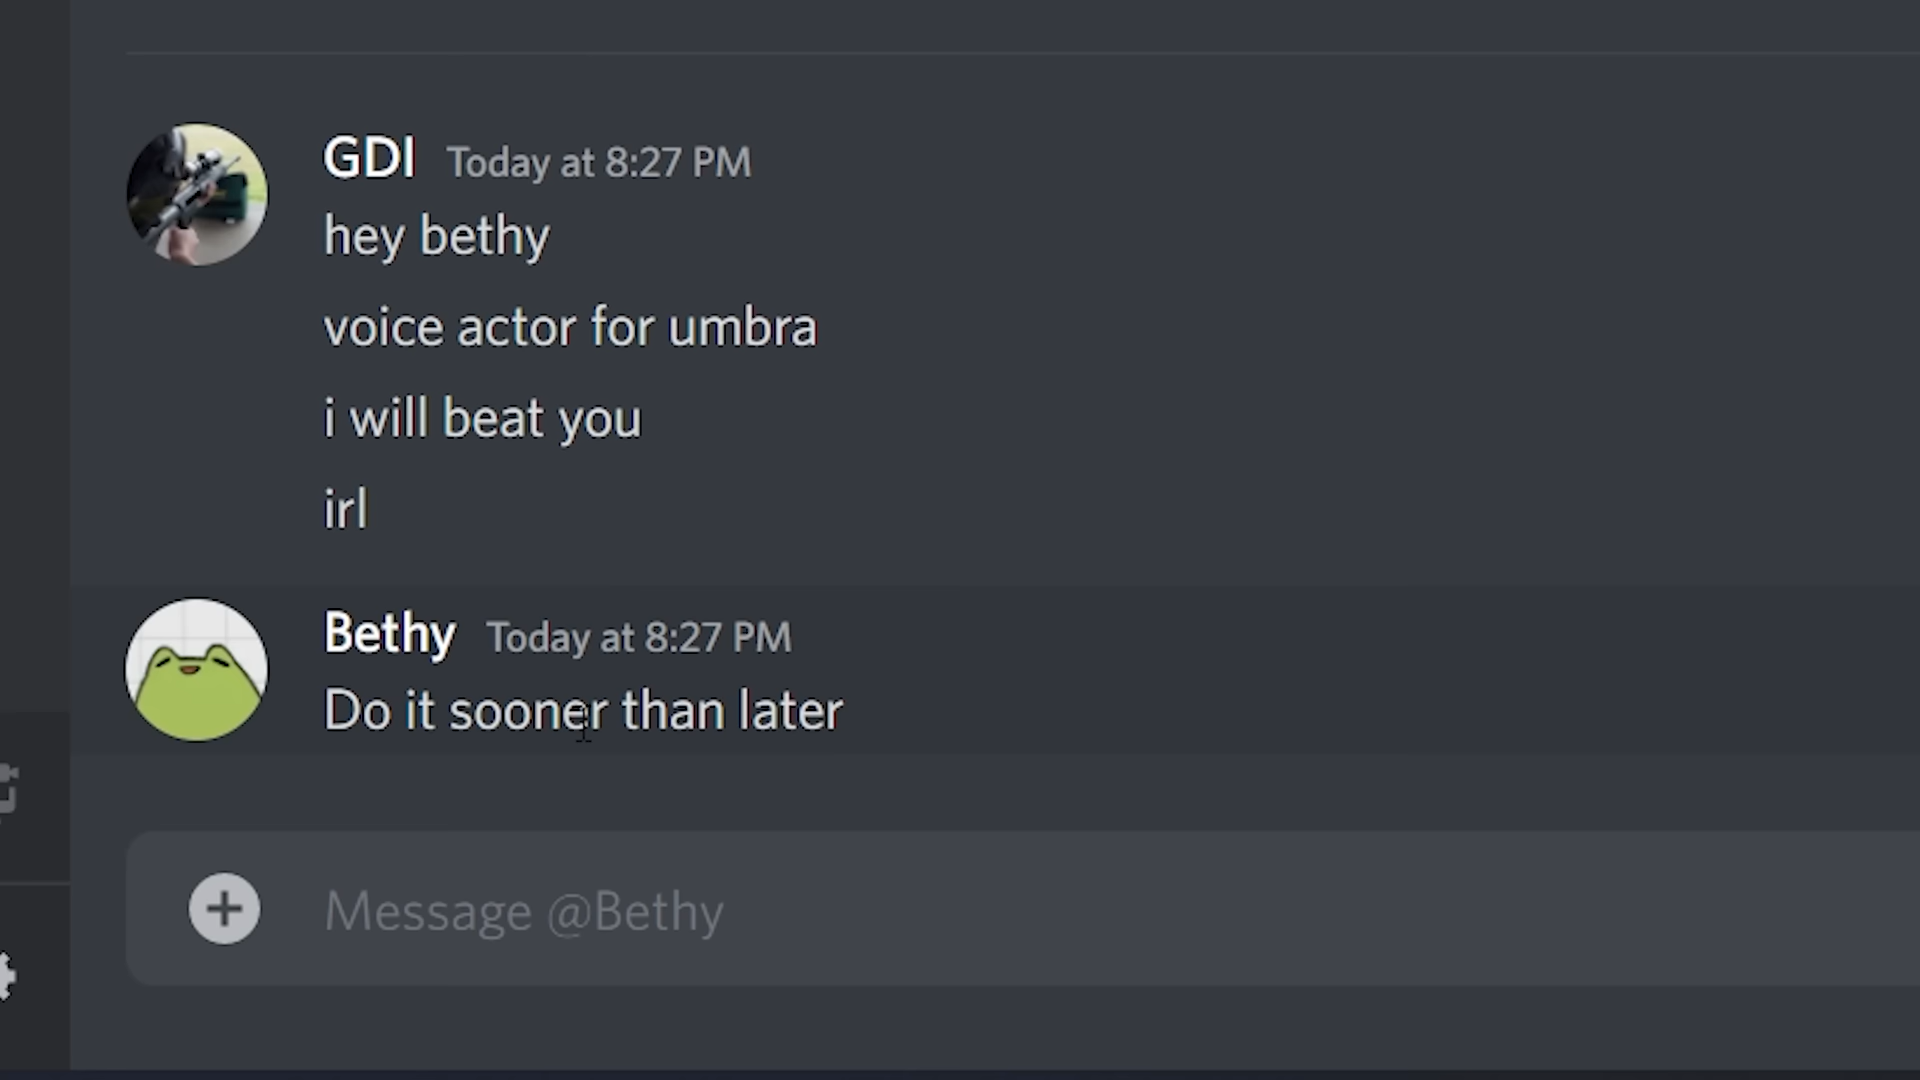 GDI Today at 8:27 PM
hey bethy
voice actor for umbra
i will beat you
irl
Bethy Today at 8:27 PM
Do it sooner than later
Message @Bethy